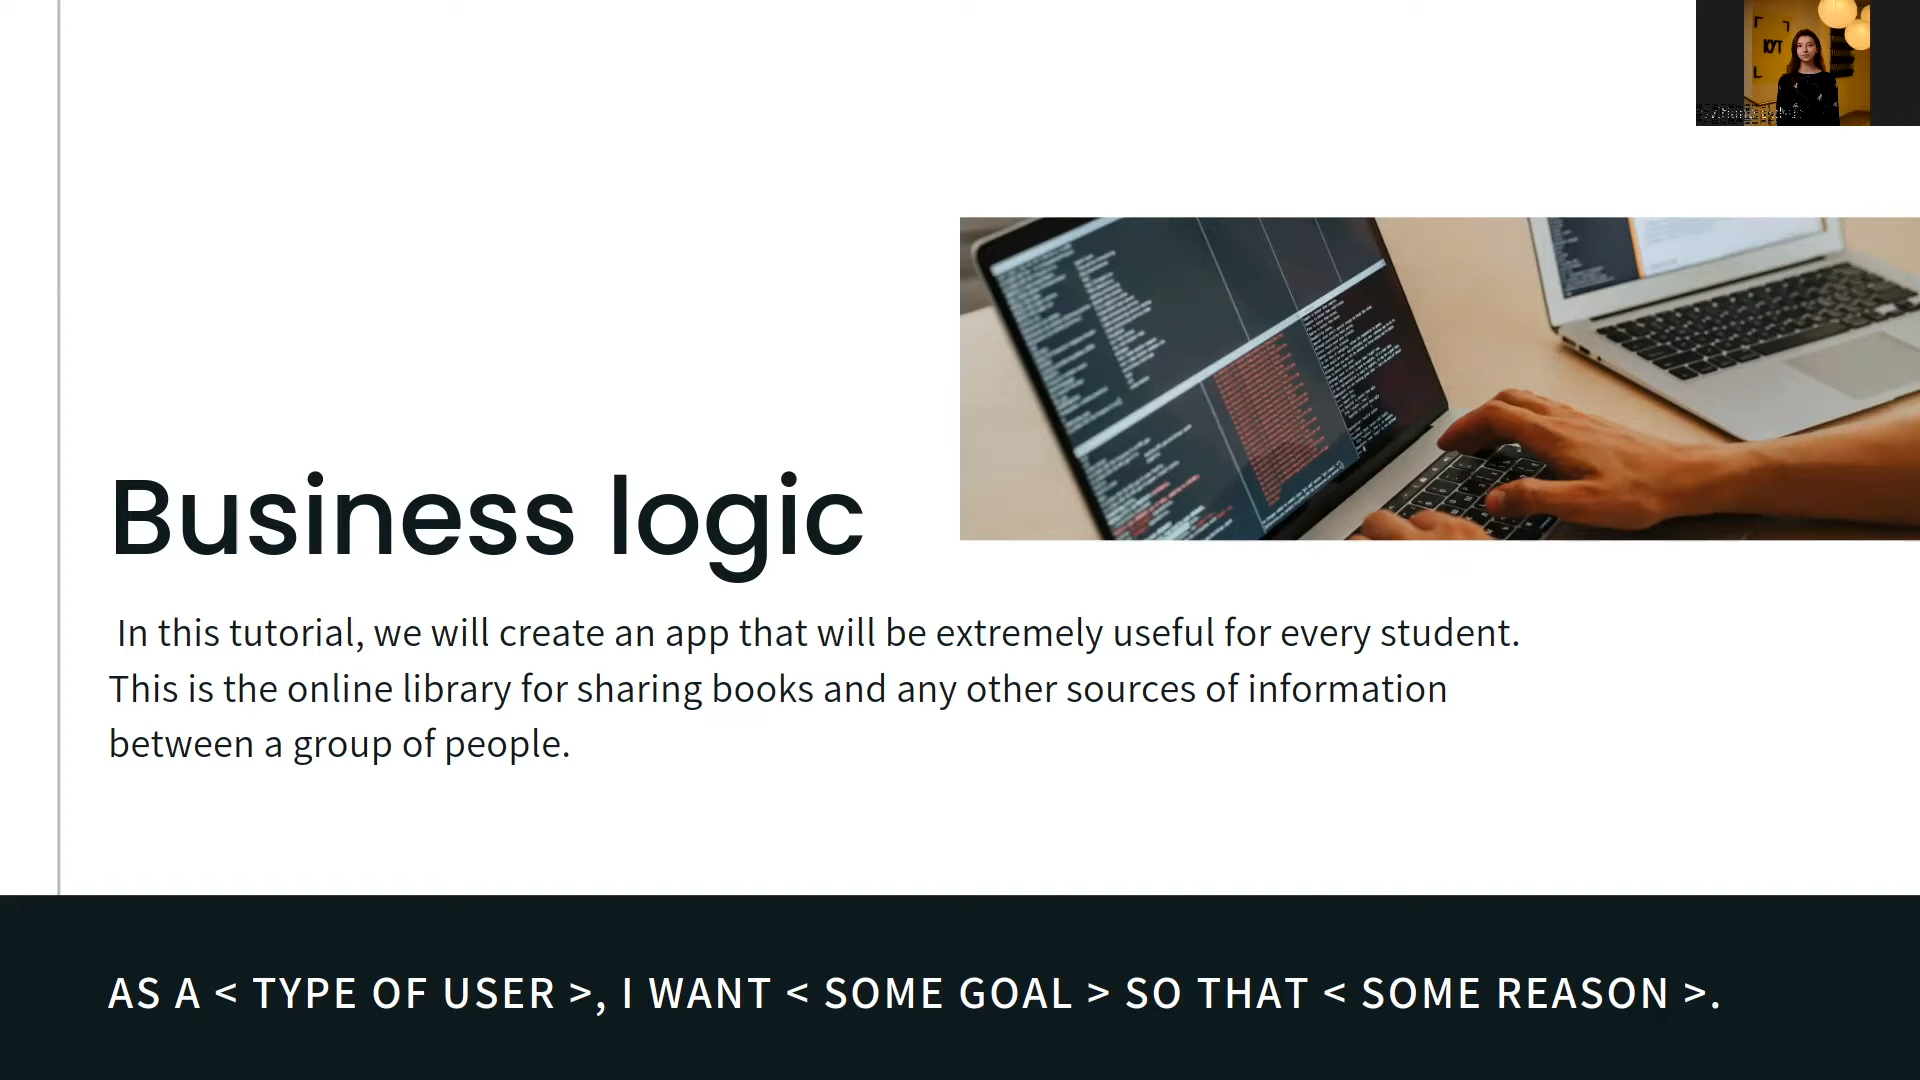 КУТ
Business logic
In this tutorial, we will create an app that will be extremely useful for every student.
This is the online library for sharing books and any other sources of information
between a group of people.
AS A < TYPE OF USER >, I WANT < SOME GOAL > SO THAT < SOME REASON >.